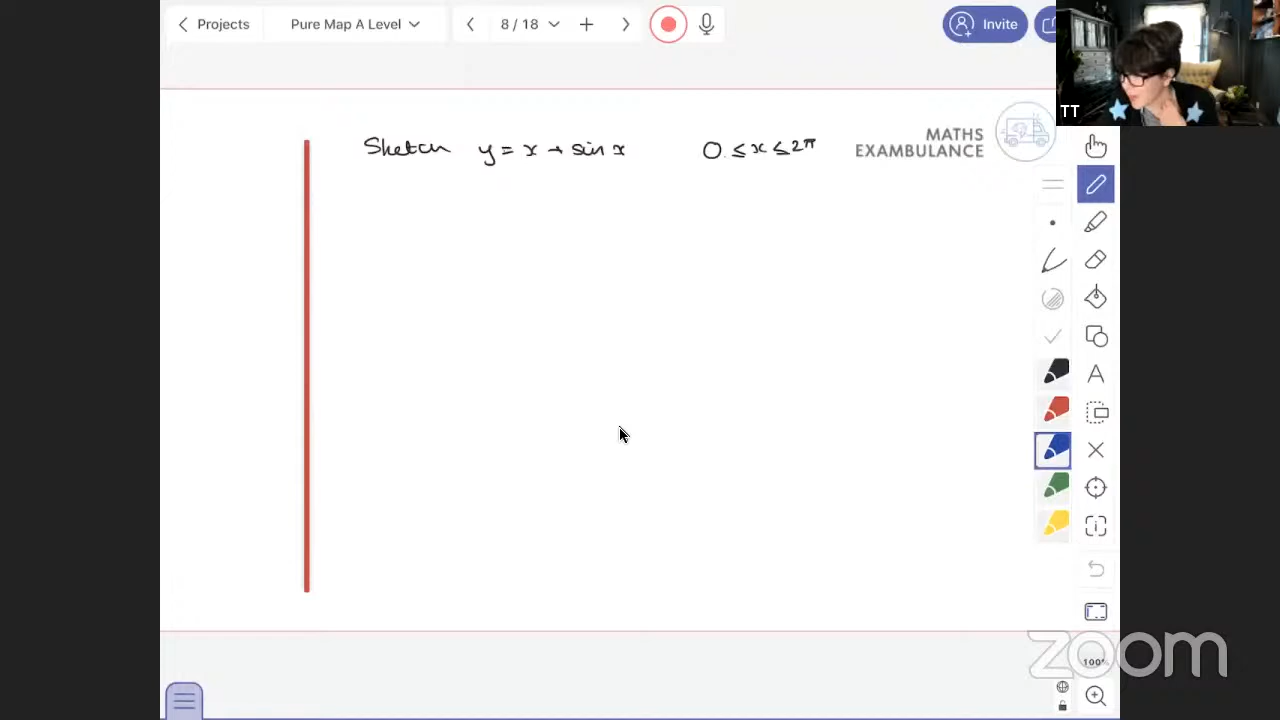 Projects
Pure Map A Level
8 / 18
Invite
TT
Sketch y = x + sin x 0 ≤ x ≤ 2π
MATHS
EXAMBULANCE
A
100%
zoom